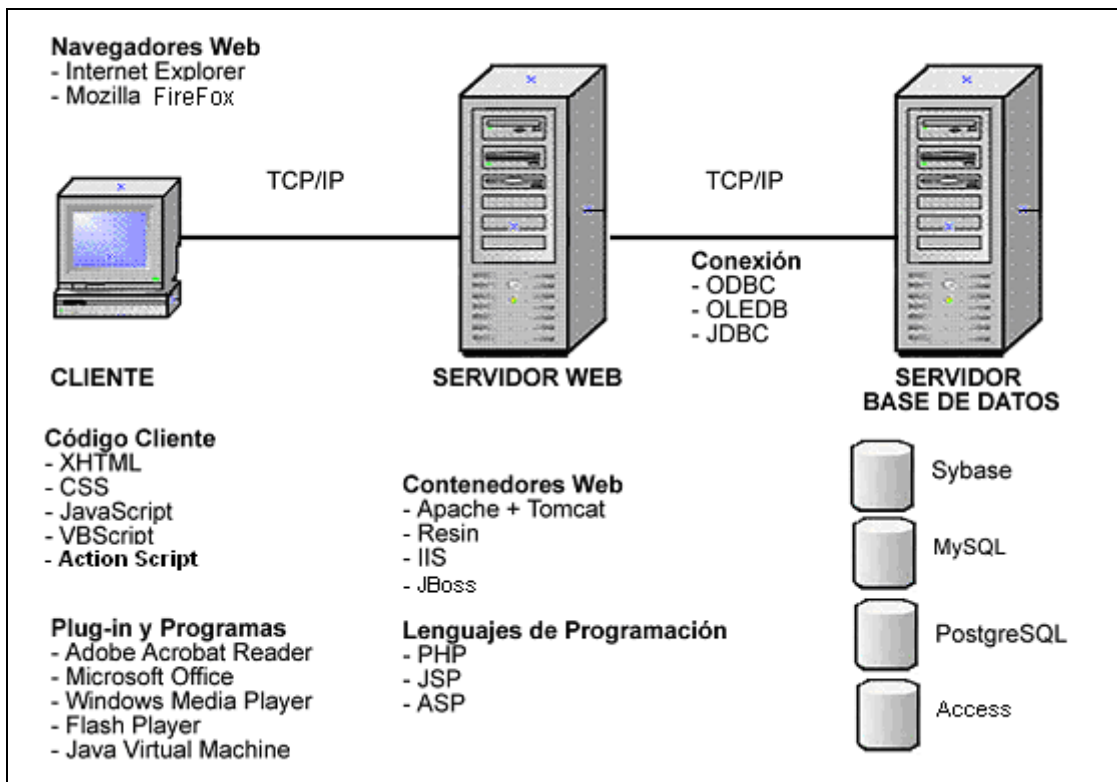 Navegadores Web
- Internet Explorer
- Mozilla FireFox
TCP/IP
TCP/IP
Conexión
- ODBC
- OLEDB
- JDBC
CLIENTE
SERVIDOR WEB
SERVIDOR
BASE DE DATOS
Código Cliente
- XHTML
- CSS
- JavaScript
- VBScript
- Action Script
Plug-in y Programas
- Adobe Acrobat Reader
- Microsoft Office
- Windows Media Player
- Flash Player
- Java Virtual Machine
Contenedores Web
- Apache + Tomcat
- Resin
- IIS
- JBoss
Lenguajes de Programación
- PHP
- JSP
- ASP
Sybase
MySQL
PostgreSQL
Access